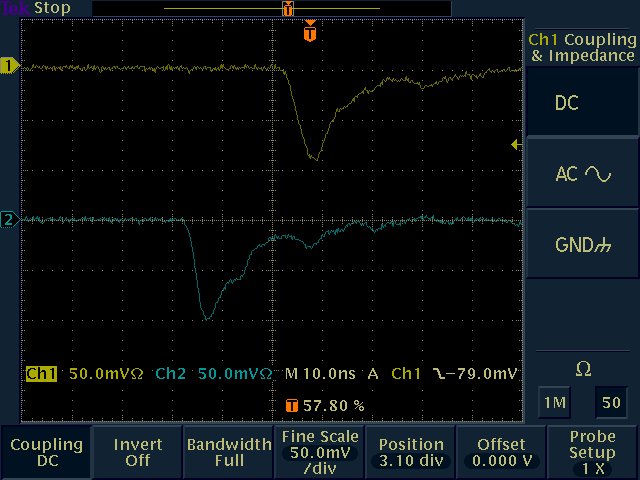 Tek Stop
T
T
Ch1 Coupling
& Impedance
1
DC
AC
2
GND
Ch1 50.0mVΩ Ch2 50.0mVΩ M 10.0ns A Ch1 -79.0mV
Ω
T 57.80 %
1M 50
Coupling
DC
Invert
Off
Bandwidth
Full
Fine Scale
50.0mV
/div
Position
3.10 div
Offset
0.000 V
Probe
Setup
1 X